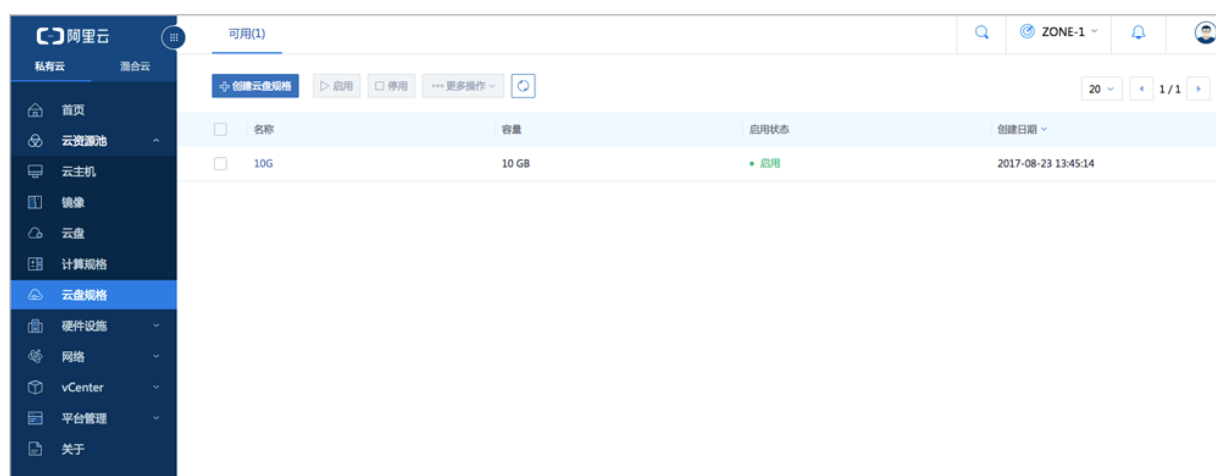 阿里云
可用(1)
ZONE-1
私有云
混合云
创建云盘规格
启用
停用
更多操作
20
1 / 1
首页
云资源池
云主机
镜像
云盘
计算规格
云盘规格
硬件设施
网络
vCenter
平台管理
关于
名称
容量
启用状态
创建日期
10G
10 GB
启用
2017-08-23 13:45:14